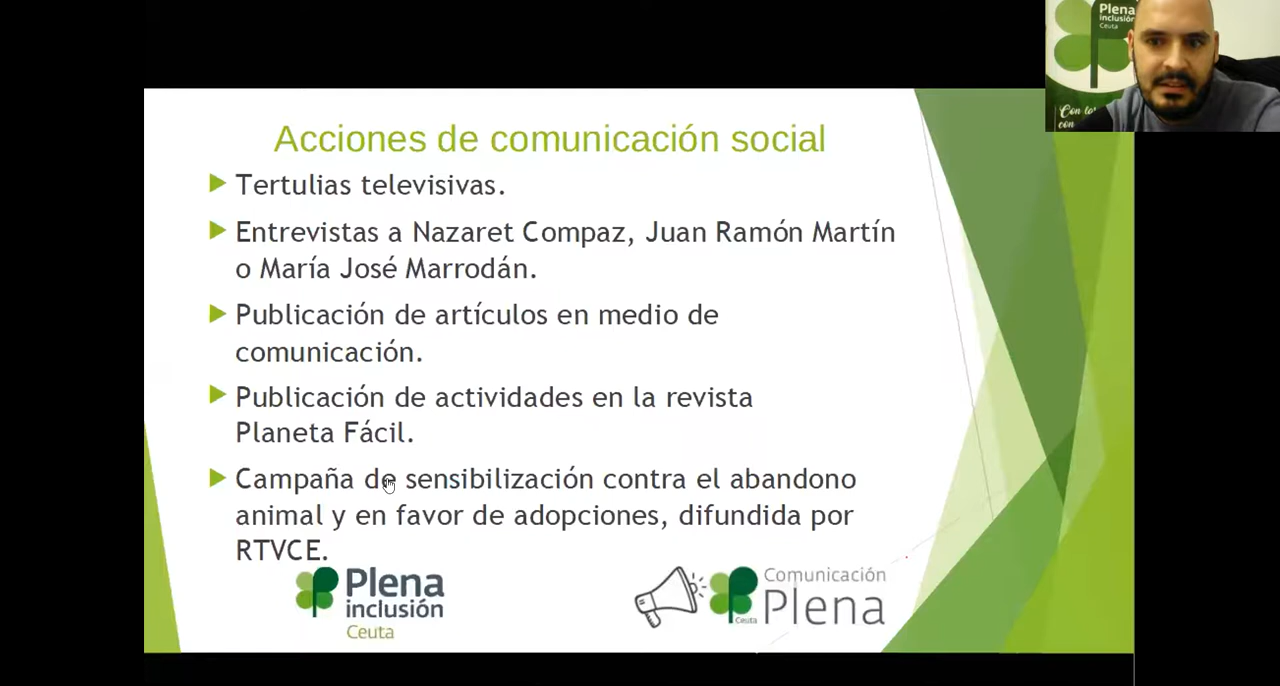 Plena
inclusión
Ceuta
con
Acciones de comunicación social
Tertulias televisivas.
Entrevistas a Nazaret Compaz, Juan Ramón Martín
o María José Marrodán.
Publicación de artículos en medio de
comunicación.
Publicación de actividades en la revista
Planeta Fácil.
Campaña de sensibilización contra el abandono
animal y en favor de adopciones, difundida por
RTVCE.
Plena
inclusión
Ceuta
Comunicación
Plena
Ceuta